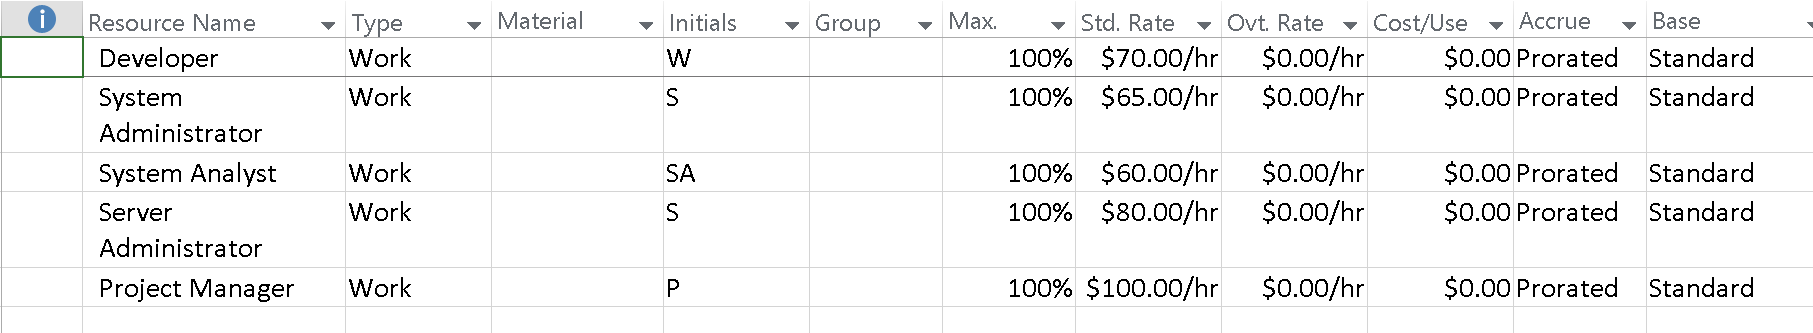 i Resource Name Type Material Initials Group Max. Std. Rate Ovt. Rate Cost/Use Accrue Base
Developer Work W 100% $70.00/hr $0.00/hr $0.00 Prorated Standard
System Work S 100% $65.00/hr $0.00/hr $0.00 Prorated Standard
Administrator
System Analyst Work SA 100% $60.00/hr $0.00/hr $0.00 Prorated Standard
Server Work S 100% $80.00/hr $0.00/hr $0.00 Prorated Standard
Administrator
Project Manager Work P 100% $100.00/hr $0.00/hr $0.00 Prorated Standard